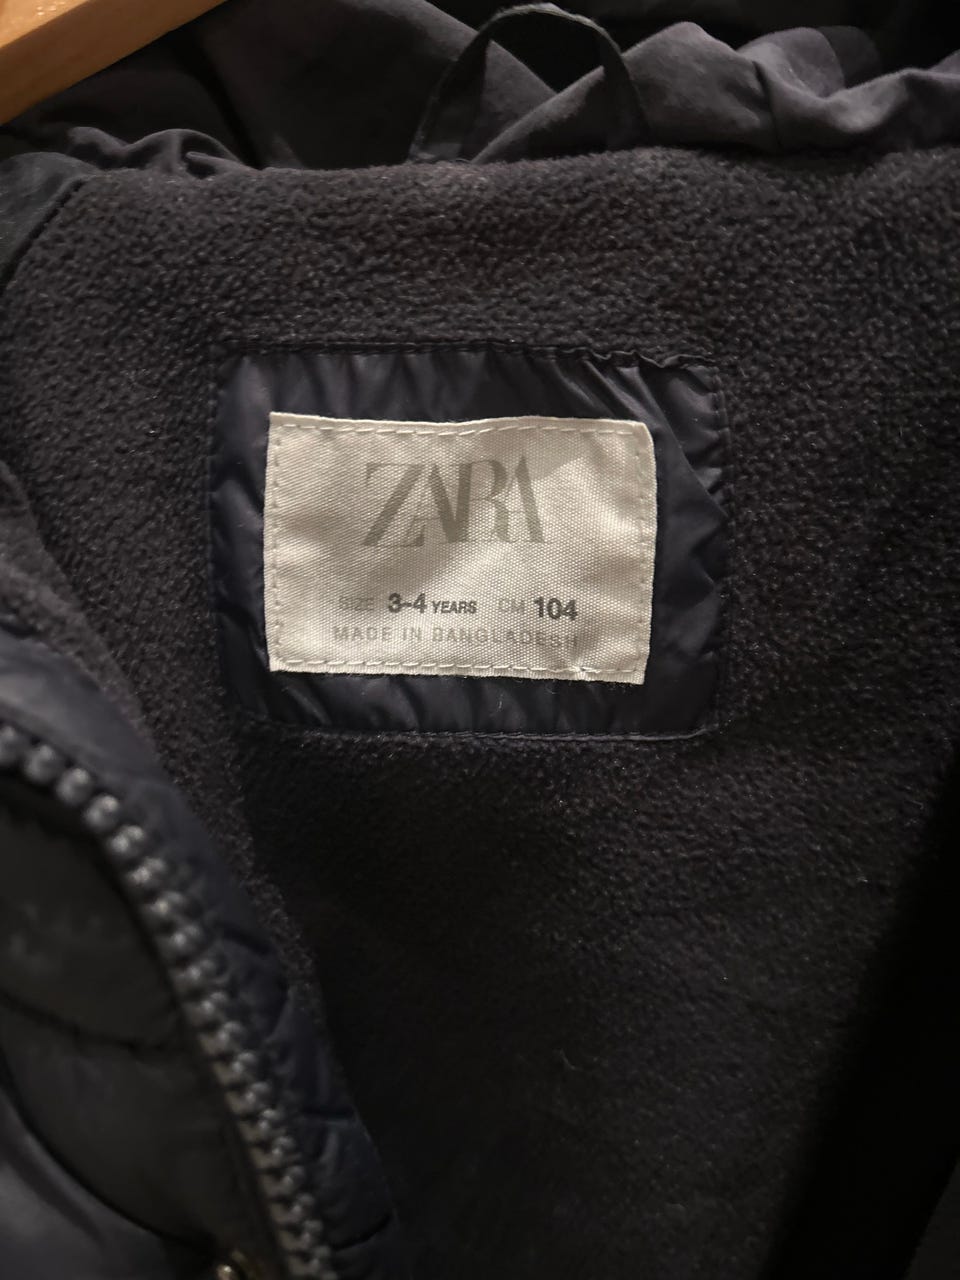 ZARA
SIZE 3-4 YEARS CM 104
MADE IN BANGLADESH